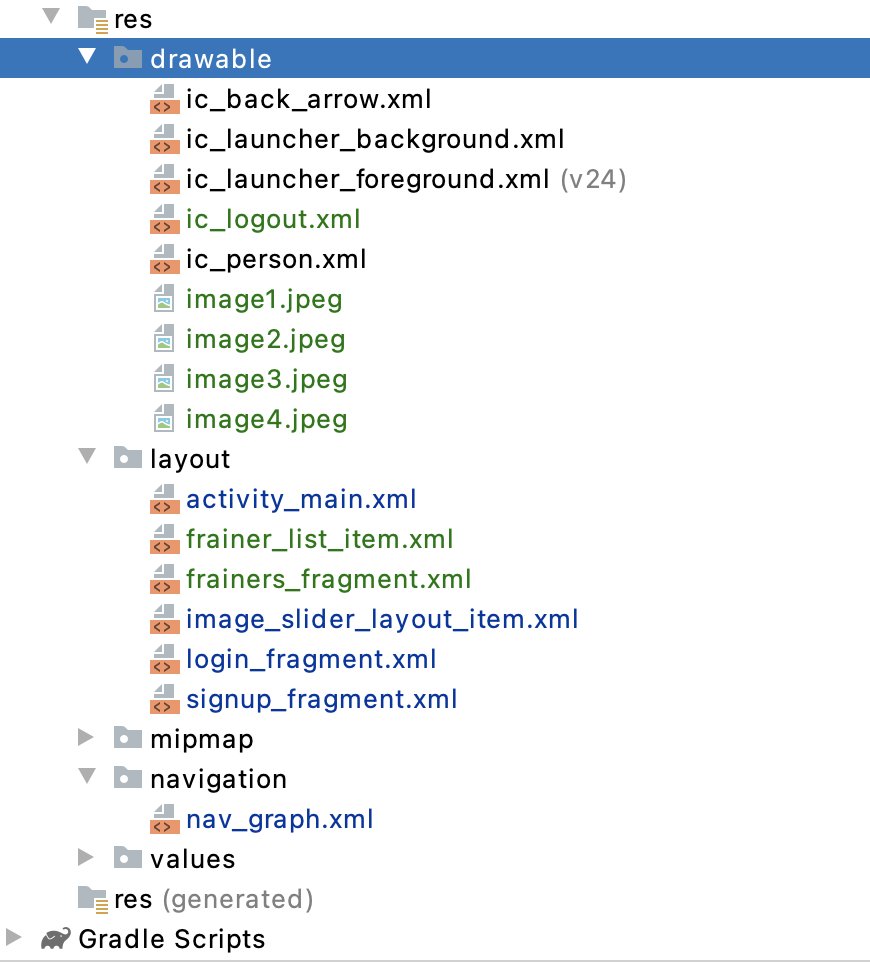 res
drawable
ic_back_arrow.xml
ic_launcher_background.xml
ic_launcher_foreground.xml (v24)
ic_logout.xml
ic_person.xml
image1.jpeg
image2.jpeg
image3.jpeg
image4.jpeg
layout
activity_main.xml
frainer_list_item.xml
frainers_fragment.xml
image_slider_layout_item.xml
login_fragment.xml
signup_fragment.xml
mipmap
navigation
nav_graph.xml
values
res (generated)
Gradle Scripts